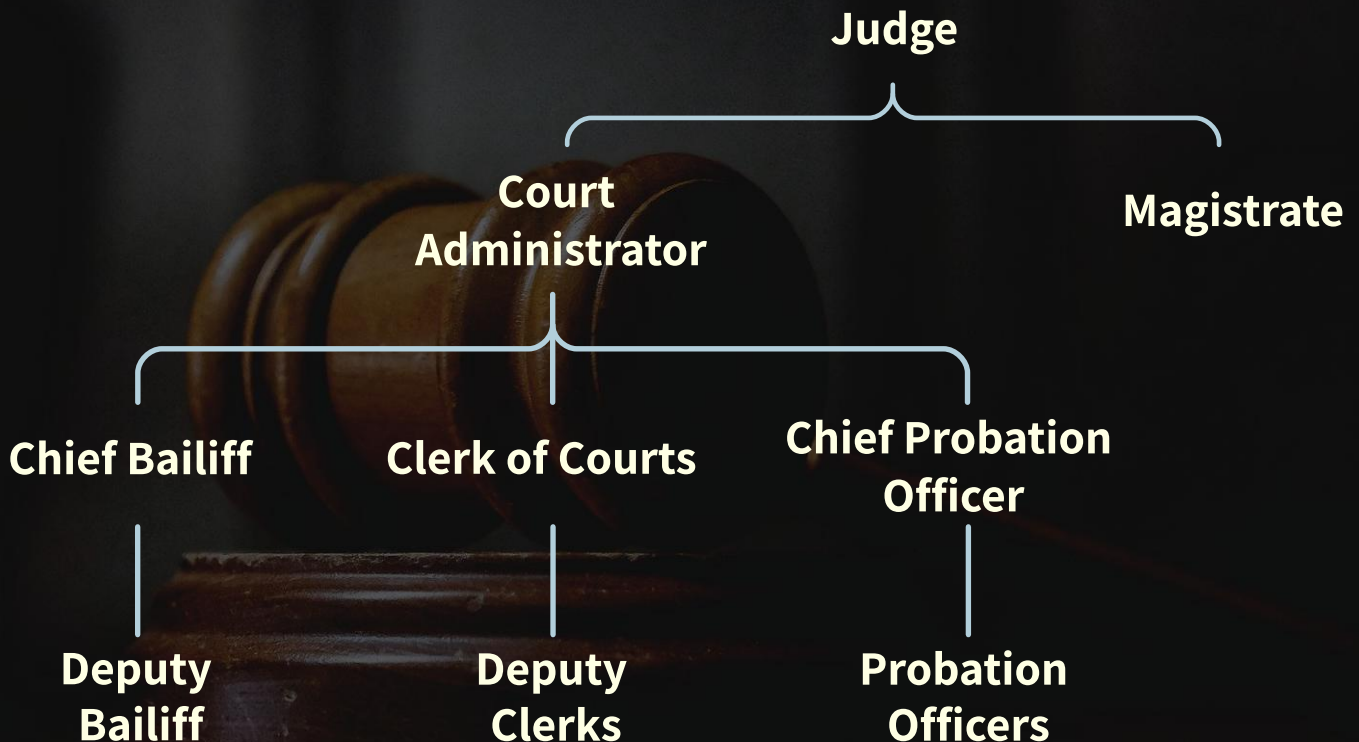 Judge
Court
Administrator
Magistrate
Chief Bailiff
Clerk of Courts
Chief Probation
Officer
Deputy
Bailiff
Deputy
Clerks
Probation
Officers